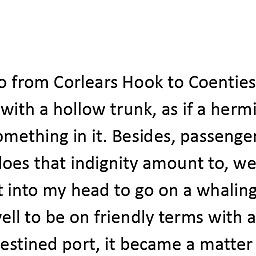 o from Corlears Hook to Coenties
with a hollow trunk, as if a hermi
omething in it. Besides, passenger
does that indignity amount to, we
t into my head to go on a whaling
vell to be on friendly terms with a
estined port, it became a matter